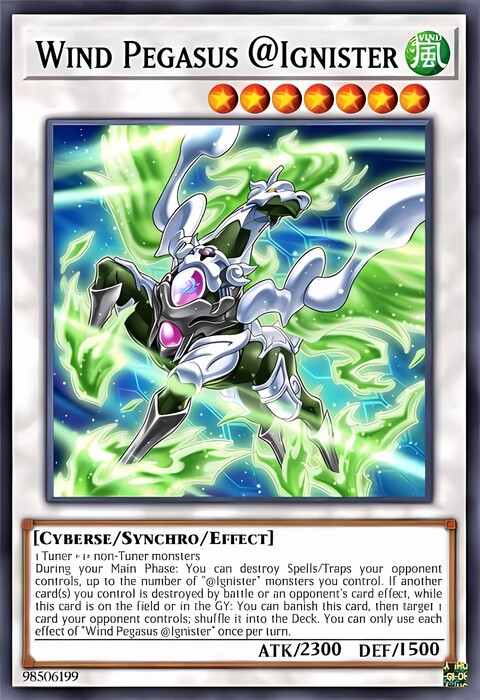 WIND PEGASUS @IGNISTER
WIND
風
[CYBERSE/SYNCHRO/EFFECT]
1 Tuner + 1+ non-Tuner monsters
During your Main Phase: You can destroy Spells/Traps your opponent
controls, up to the number of "@Ignister" monsters you control. If another
card(s) you control is destroyed by battle or an opponent's card effect, while
this card is on the field or in the GY: You can banish this card, then target 1
card your opponent controls; shuffle it into the Deck. You can only use each
effect of "Wind Pegasus @Ignister" once per turn.
ATK/2300 DEF/1500
98506199